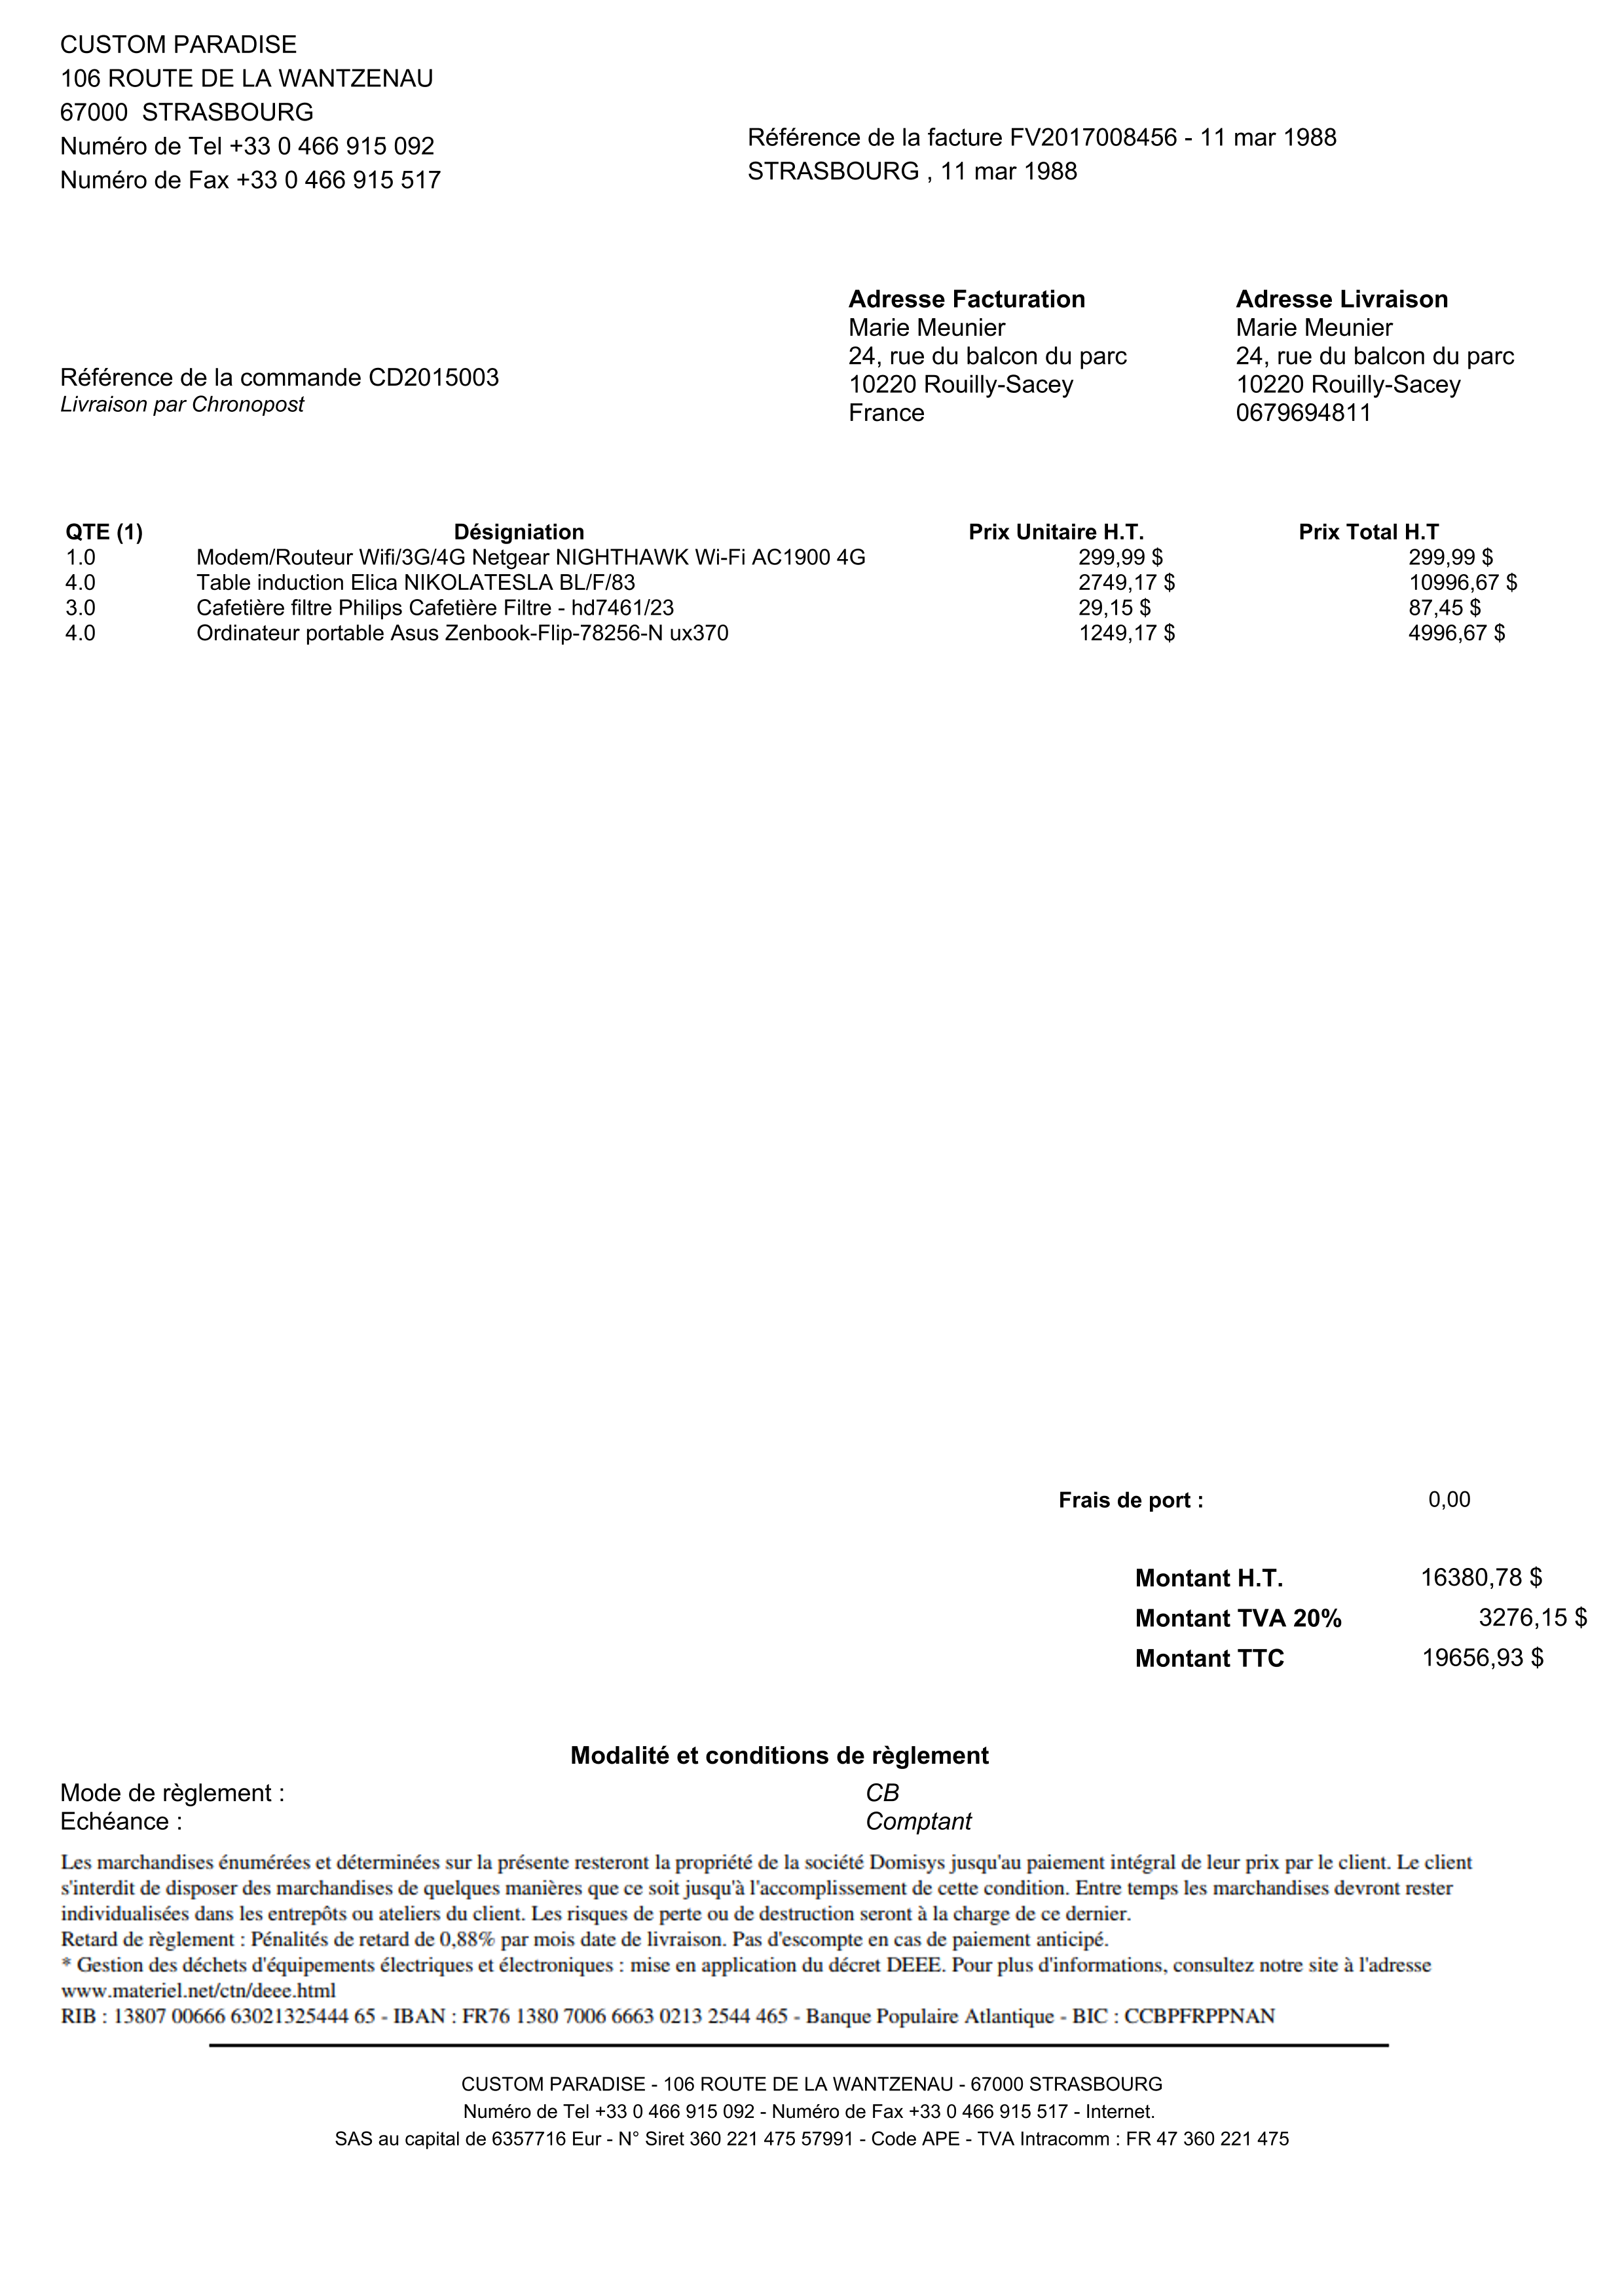 CUSTOM PARADISE
106 ROUTE DE LA WANTZENAU
67000 STRASBOURG
Numéro de Tel +33 0 466 915 092
Numéro de Fax +33 0 466 915 517
Référence de la facture FV2017008456 - 11 mar 1988
STRASBOURG , 11 mar 1988
Référence de la commande CD2015003
Livraison par Chronopost
Adresse Facturation
Marie Meunier
24, rue du balcon du parc
10220 Rouilly-Sacey
France
Adresse Livraison
Marie Meunier
24, rue du balcon du parc
10220 Rouilly-Sacey
0679694811
QTE (1) Désigniation Prix Unitaire H.T. Prix Total H.T
1.0 Modem/Routeur Wifi/3G/4G Netgear NIGHTHAWK Wi-Fi AC1900 4G 299,99 $ 299,99 $
4.0 Table induction Elica NIKOLATESLA BL/F/83 2749,17 $ 10996,67 $
3.0 Cafetière filtre Philips Cafetière Filtre - hd7461/23 29,15 $ 87,45 $
4.0 Ordinateur portable Asus Zenbook-Flip-78256-N ux370 1249,17 $ 4996,67 $
Frais de port : 0,00
Montant H.T. 16380,78 $
Montant TVA 20% 3276,15 $
Montant TTC 19656,93 $
Modalité et conditions de règlement
Mode de règlement : CB
Echéance : Comptant
Les marchandises énumérées et déterminées sur la présente resteront la propriété de la société Domisys jusqu'au paiement intégral de leur prix par le client. Le client
s'interdit de disposer des marchandises de quelques manières que ce soit jusqu'à l'accomplissement de cette condition. Entre temps les marchandises devront rester
individualisées dans les entrepôts ou ateliers du client. Les risques de perte ou de destruction seront à la charge de ce dernier.
Retard de règlement : Pénalités de retard de 0,88% par mois date de livraison. Pas d'escompte en cas de paiement anticipé.
* Gestion des déchets d'équipements électriques et électroniques : mise en application du décret DEEE. Pour plus d'informations, consultez notre site à l'adresse
www.materiel.net/ctn/deee.html
RIB : 13807 00666 63021325444 65 - IBAN : FR76 1380 7006 6663 0213 2544 465 - Banque Populaire Atlantique - BIC : CCBPFRPPNAN
CUSTOM PARADISE - 106 ROUTE DE LA WANTZENAU - 67000 STRASBOURG
Numéro de Tel +33 0 466 915 092 - Numéro de Fax +33 0 466 915 517 - Internet.
SAS au capital de 6357716 Eur - N° Siret 360 221 475 57991 - Code APE - TVA Intracomm : FR 47 360 221 475